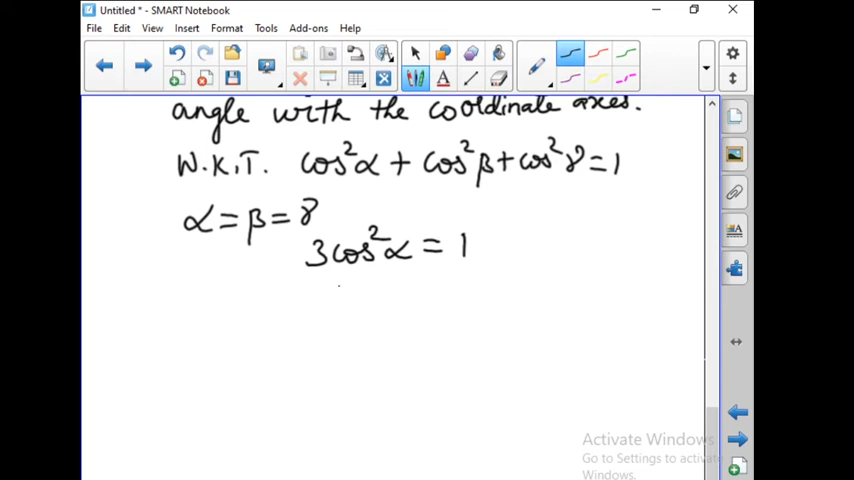 Untitled * - SMART Notebook
File Edit View Insert Format Tools Add-ons Help
angle with the coordinate axes.
W.K.T. cos²α + cos²β + cos²γ = 1
α = β = γ
3cos²α = 1
Activate Windows
Go to Settings to activate
Windows.